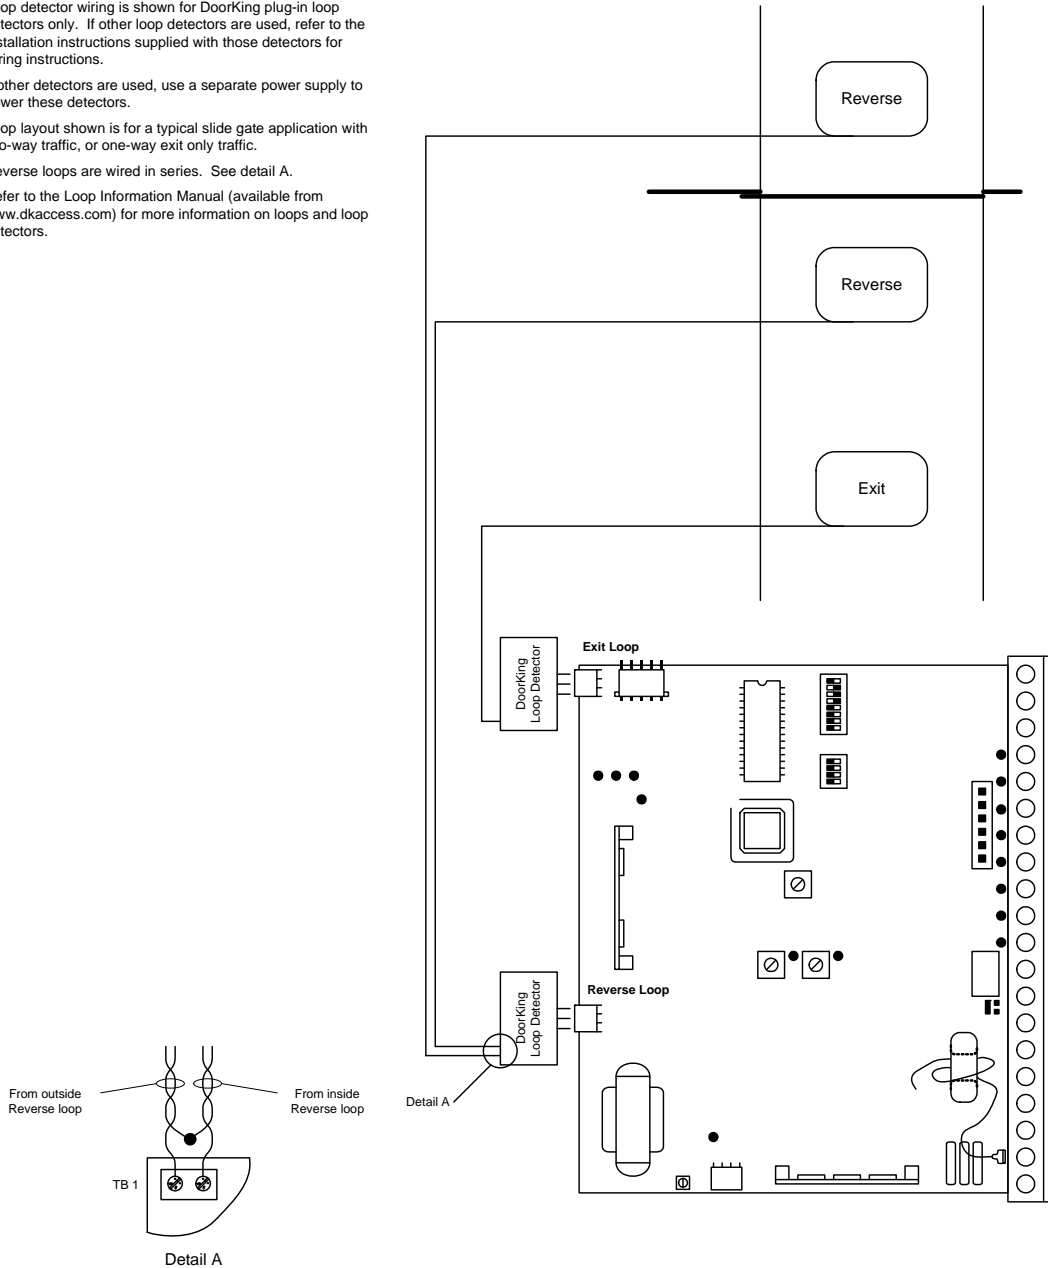 op detector wiring is shown for DoorKing plug-in loop
tectors only. If other loop detectors are used, refer to the
stallation instructions supplied with those detectors for
ring instructions.
other detectors are used, use a separate power supply to
wer these detectors.
op layout shown is for a typical slide gate application with
o-way traffic, or one-way exit only traffic.
everse loops are wired in series. See detail A.
efer to the Loop Information Manual (available from
ww.dkaccess.com) for more information on loops and loop
tectors.
Reverse
Reverse
Exit
Exit Loop
DoorKing
Loop Detector
Reverse Loop
DoorKing
Loop Detector
Detail A
From outside
Reverse loop
From inside
Reverse loop
TB 1
Detail A